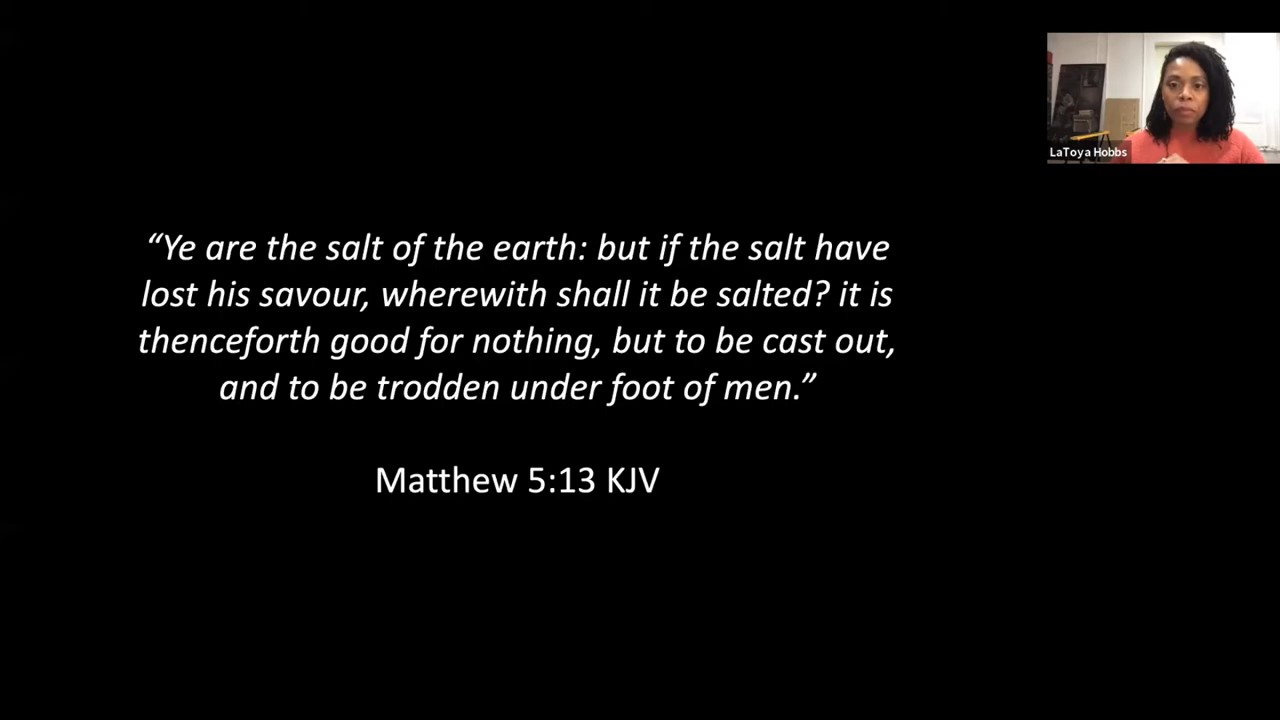 LaToya Hobbs
“Ye are the salt of the earth: but if the salt have
lost his savour, wherewith shall it be salted? it is
thenceforth good for nothing, but to be cast out,
and to be trodden under foot of men.”
Matthew 5:13 KJV